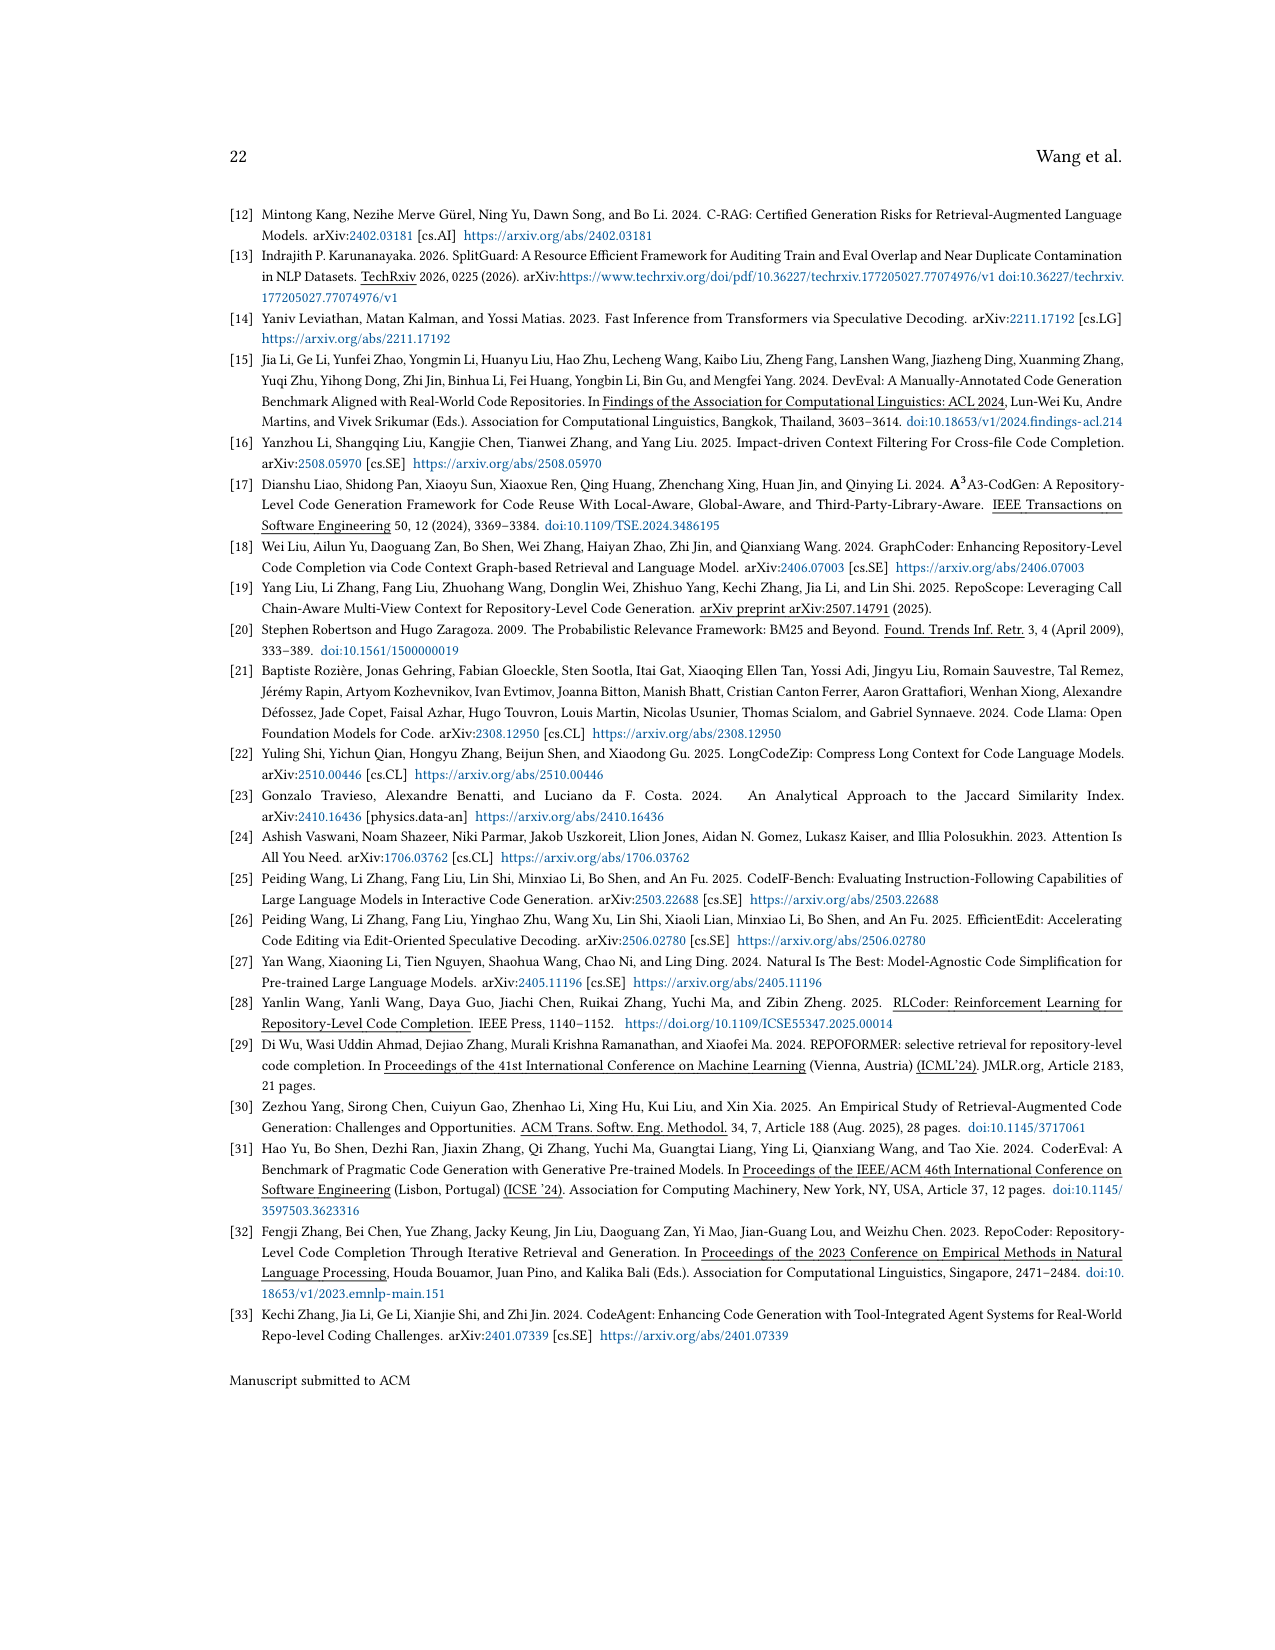 22
Wang et al.
[12] Mintong Kang, Nezihe Merve Gürel, Ning Yu, Dawn Song, and Bo Li. 2024. C-RAG: Certified Generation Risks for Retrieval-Augmented Language
Models. arXiv:2402.03181 [cs.AI] https://arxiv.org/abs/2402.03181
[13] Indrajith P. Karunanayaka. 2026. SplitGuard: A Resource Efficient Framework for Auditing Train and Eval Overlap and Near Duplicate Contamination
in NLP Datasets. TechRxiv 2026, 0225 (2026). arXiv:https://www.techrxiv.org/doi/pdf/10.36227/techrxiv.177205027.77074976/v1 doi:10.36227/techrxiv.
177205027.77074976/v1
[14] Yaniv Leviathan, Matan Kalman, and Yossi Matias. 2023. Fast Inference from Transformers via Speculative Decoding. arXiv:2211.17192 [cs.LG]
https://arxiv.org/abs/2211.17192
[15] Jia Li, Ge Li, Yunfei Zhao, Yongmin Li, Huanyu Liu, Hao Zhu, Lecheng Wang, Kaibo Liu, Zheng Fang, Lanshen Wang, Jiazheng Ding, Xuanming Zhang,
Yuqi Zhu, Yihong Dong, Zhi Jin, Binhua Li, Fei Huang, Yongbin Li, Bin Gu, and Mengfei Yang. 2024. DevEval: A Manually-Annotated Code Generation
Benchmark Aligned with Real-World Code Repositories. In Findings of the Association for Computational Linguistics: ACL 2024, Lun-Wei Ku, Andre
Martins, and Vivek Srikumar (Eds.). Association for Computational Linguistics, Bangkok, Thailand, 3603–3614. doi:10.18653/v1/2024.findings-acl.214
[16] Yanzhou Li, Shangqing Liu, Kangjie Chen, Tianwei Zhang, and Yang Liu. 2025. Impact-driven Context Filtering For Cross-file Code Completion.
arXiv:2508.05970 [cs.SE] https://arxiv.org/abs/2508.05970
[17] Dianshu Liao, Shidong Pan, Xiaoyu Sun, Xiaoxue Ren, Qing Huang, Zhenchang Xing, Huan Jin, and Qinying Li. 2024. A³A3-CodGen: A Repository-
Level Code Generation Framework for Code Reuse With Local-Aware, Global-Aware, and Third-Party-Library-Aware. IEEE Transactions on
Software Engineering 50, 12 (2024), 3369–3384. doi:10.1109/TSE.2024.3486195
[18] Wei Liu, Ailun Yu, Daoguang Zan, Bo Shen, Wei Zhang, Haiyan Zhao, Zhi Jin, and Qianxiang Wang. 2024. GraphCoder: Enhancing Repository-Level
Code Completion via Code Context Graph-based Retrieval and Language Model. arXiv:2406.07003 [cs.SE] https://arxiv.org/abs/2406.07003
[19] Yang Liu, Li Zhang, Fang Liu, Zhuohang Wang, Donglin Wei, Zhishuo Yang, Kechi Zhang, Jia Li, and Lin Shi. 2025. RepoScope: Leveraging Call
Chain-Aware Multi-View Context for Repository-Level Code Generation. arXiv preprint arXiv:2507.14791 (2025).
[20] Stephen Robertson and Hugo Zaragoza. 2009. The Probabilistic Relevance Framework: BM25 and Beyond. Found. Trends Inf. Retr. 3, 4 (April 2009),
333–389. doi:10.1561/1500000019
[21] Baptiste Rozière, Jonas Gehring, Fabian Gloeckle, Sten Sootla, Itai Gat, Xiaoqing Ellen Tan, Yossi Adi, Jingyu Liu, Romain Sauvestre, Tal Remez,
Jérémy Rapin, Artyom Kozhevnikov, Ivan Evtimov, Joanna Bitton, Manish Bhatt, Cristian Canton Ferrer, Aaron Grattafiori, Wenhan Xiong, Alexandre
Défossez, Jade Copet, Faisal Azhar, Hugo Touvron, Louis Martin, Nicolas Usunier, Thomas Scialom, and Gabriel Synnaeve. 2024. Code Llama: Open
Foundation Models for Code. arXiv:2308.12950 [cs.CL] https://arxiv.org/abs/2308.12950
[22] Yuling Shi, Yichun Qian, Hongyu Zhang, Beijun Shen, and Xiaodong Gu. 2025. LongCodeZip: Compress Long Context for Code Language Models.
arXiv:2510.00446 [cs.CL] https://arxiv.org/abs/2510.00446
[23] Gonzalo Travieso, Alexandre Benatti, and Luciano da F. Costa. 2024. An Analytical Approach to the Jaccard Similarity Index.
arXiv:2410.16436 [physics.data-an] https://arxiv.org/abs/2410.16436
[24] Ashish Vaswani, Noam Shazeer, Niki Parmar, Jakob Uszkoreit, Llion Jones, Aidan N. Gomez, Lukasz Kaiser, and Illia Polosukhin. 2023. Attention Is
All You Need. arXiv:1706.03762 [cs.CL] https://arxiv.org/abs/1706.03762
[25] Peiding Wang, Li Zhang, Fang Liu, Lin Shi, Minxiao Li, Bo Shen, and An Fu. 2025. CodeIF-Bench: Evaluating Instruction-Following Capabilities of
Large Language Models in Interactive Code Generation. arXiv:2503.22688 [cs.SE] https://arxiv.org/abs/2503.22688
[26] Peiding Wang, Li Zhang, Fang Liu, Yinghao Zhu, Wang Xu, Lin Shi, Xiaoli Lian, Minxiao Li, Bo Shen, and An Fu. 2025. EfficientEdit: Accelerating
Code Editing via Edit-Oriented Speculative Decoding. arXiv:2506.02780 [cs.SE] https://arxiv.org/abs/2506.02780
[27] Yan Wang, Xiaoning Li, Tien Nguyen, Shaohua Wang, Chao Ni, and Ling Ding. 2024. Natural Is The Best: Model-Agnostic Code Simplification for
Pre-trained Large Language Models. arXiv:2405.11196 [cs.SE] https://arxiv.org/abs/2405.11196
[28] Yanlin Wang, Yanli Wang, Daya Guo, Jiachi Chen, Ruikai Zhang, Yuchi Ma, and Zibin Zheng. 2025. RLCoder: Reinforcement Learning for
Repository-Level Code Completion. IEEE Press, 1140–1152. https://doi.org/10.1109/ICSE55347.2025.00014
[29] Di Wu, Wasi Uddin Ahmad, Dejiao Zhang, Murali Krishna Ramanathan, and Xiaofei Ma. 2024. REPOFORMER: selective retrieval for repository-level
code completion. In Proceedings of the 41st International Conference on Machine Learning (Vienna, Austria) (ICML'24). JMLR.org, Article 2183,
21 pages.
[30] Zezhou Yang, Sirong Chen, Cuiyun Gao, Zhenhao Li, Xing Hu, Kui Liu, and Xin Xia. 2025. An Empirical Study of Retrieval-Augmented Code
Generation: Challenges and Opportunities. ACM Trans. Softw. Eng. Methodol. 34, 7, Article 188 (Aug. 2025), 28 pages. doi:10.1145/3717061
[31] Hao Yu, Bo Shen, Dezhi Ran, Jiaxin Zhang, Qi Zhang, Yuchi Ma, Guangtai Liang, Ying Li, Qianxiang Wang, and Tao Xie. 2024. CoderEval: A
Benchmark of Pragmatic Code Generation with Generative Pre-trained Models. In Proceedings of the IEEE/ACM 46th International Conference on
Software Engineering (Lisbon, Portugal) (ICSE '24). Association for Computing Machinery, New York, NY, USA, Article 37, 12 pages. doi:10.1145/
3597503.3623316
[32] Fengji Zhang, Bei Chen, Yue Zhang, Jacky Keung, Jin Liu, Daoguang Zan, Yi Mao, Jian-Guang Lou, and Weizhu Chen. 2023. RepoCoder: Repository-
Level Code Completion Through Iterative Retrieval and Generation. In Proceedings of the 2023 Conference on Empirical Methods in Natural
Language Processing, Houda Bouamor, Juan Pino, and Kalika Bali (Eds.). Association for Computational Linguistics, Singapore, 2471–2484. doi:10.
18653/v1/2023.emnlp-main.151
[33] Kechi Zhang, Jia Li, Ge Li, Xianjie Shi, and Zhi Jin. 2024. CodeAgent: Enhancing Code Generation with Tool-Integrated Agent Systems for Real-World
Repo-level Coding Challenges. arXiv:2401.07339 [cs.SE] https://arxiv.org/abs/2401.07339
Manuscript submitted to ACM